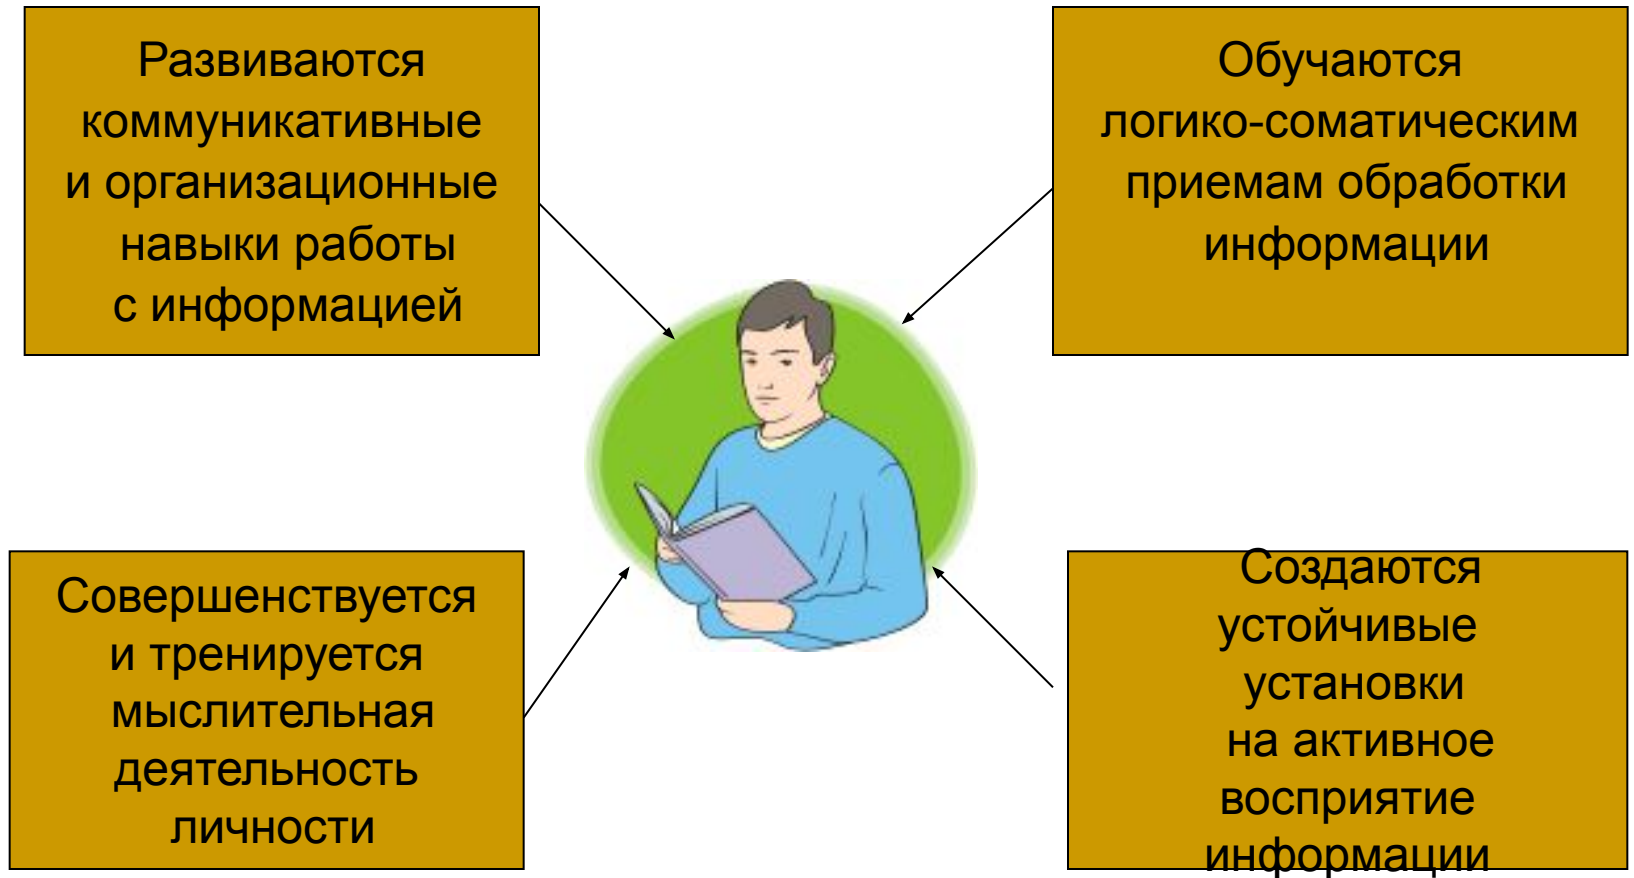 Развиваются
коммуникативные
и организационные
навыки работы
с информацией
Обучаются
логико-соматическим
приемам обработки
информации
Совершенствуется
и тренируется
мыслительная
деятельность
личности
Создаются
устойчивые
установки
на активное
восприятие
информации